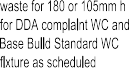 waste for 180 or 105mm h
for DDA complaint WC and
Base Build Standard WC
fixture as scheduled